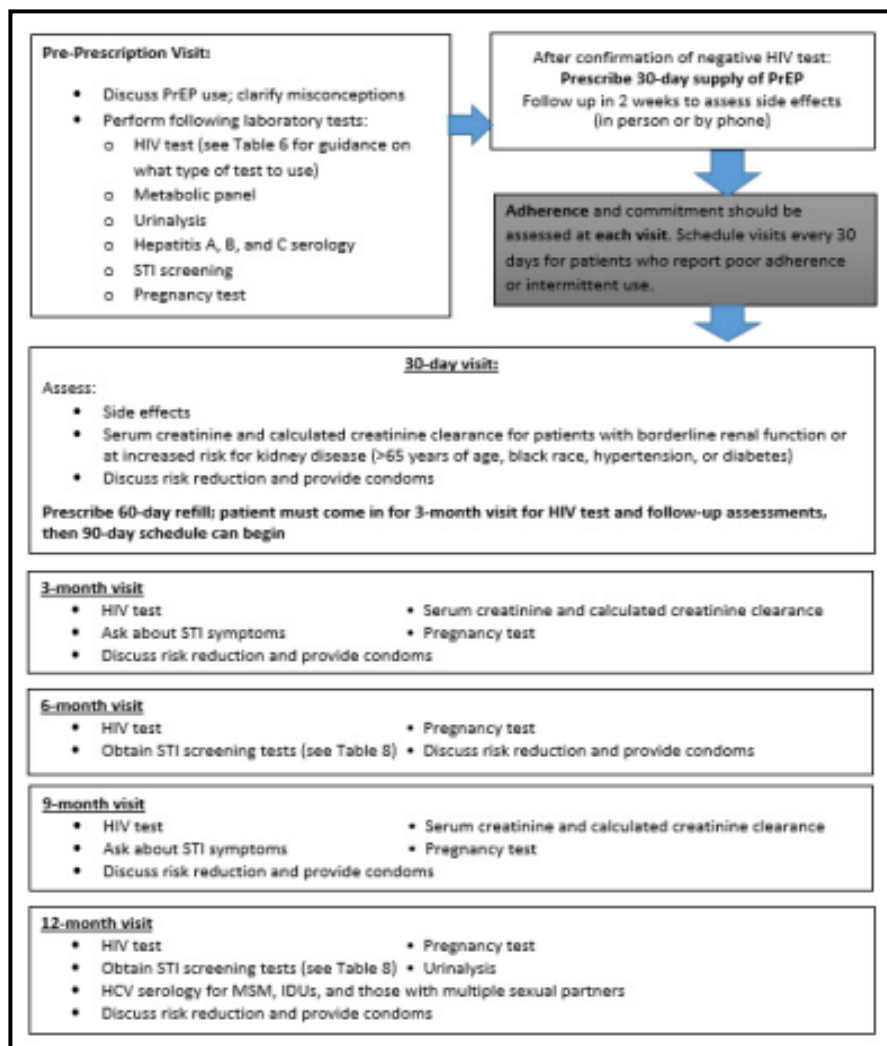 Pre-Prescription Visit:
• Discuss PrEP use; clarify misconceptions
• Perform following laboratory tests:
o HIV test (see Table 6 for guidance on
what type of test to use)
o Metabolic panel
o Urinalysis
o Hepatitis A, B, and C serology
o STI screening
o Pregnancy test
After confirmation of negative HIV test:
Prescribe 30-day supply of PrEP
Follow up in 2 weeks to assess side effects
(in person or by phone)
Adherence and commitment should be
assessed at each visit. Schedule visits every 30
days for patients who report poor adherence
or intermittent use.
30-day visit:
Assess:
• Side effects
• Serum creatinine and calculated creatinine clearance for patients with borderline renal function or
at increased risk for kidney disease (>65 years of age, black race, hypertension, or diabetes)
• Discuss risk reduction and provide condoms
Prescribe 60-day refill; patient must come in for 3-month visit for HIV test and follow-up assessments,
then 90-day schedule can begin
3-month visit
• HIV test • Serum creatinine and calculated creatinine clearance
• Ask about STI symptoms • Pregnancy test
• Discuss risk reduction and provide condoms
6-month visit
• HIV test • Pregnancy test
• Obtain STI screening tests (see Table 8) • Discuss risk reduction and provide condoms
9-month visit
• HIV test • Serum creatinine and calculated creatinine clearance
• Ask about STI symptoms • Pregnancy test
• Discuss risk reduction and provide condoms
12-month visit
• HIV test • Pregnancy test
• Obtain STI screening tests (see Table 8) • Urinalysis
• HCV serology for MSM, IDUs, and those with multiple sexual partners
• Discuss risk reduction and provide condoms